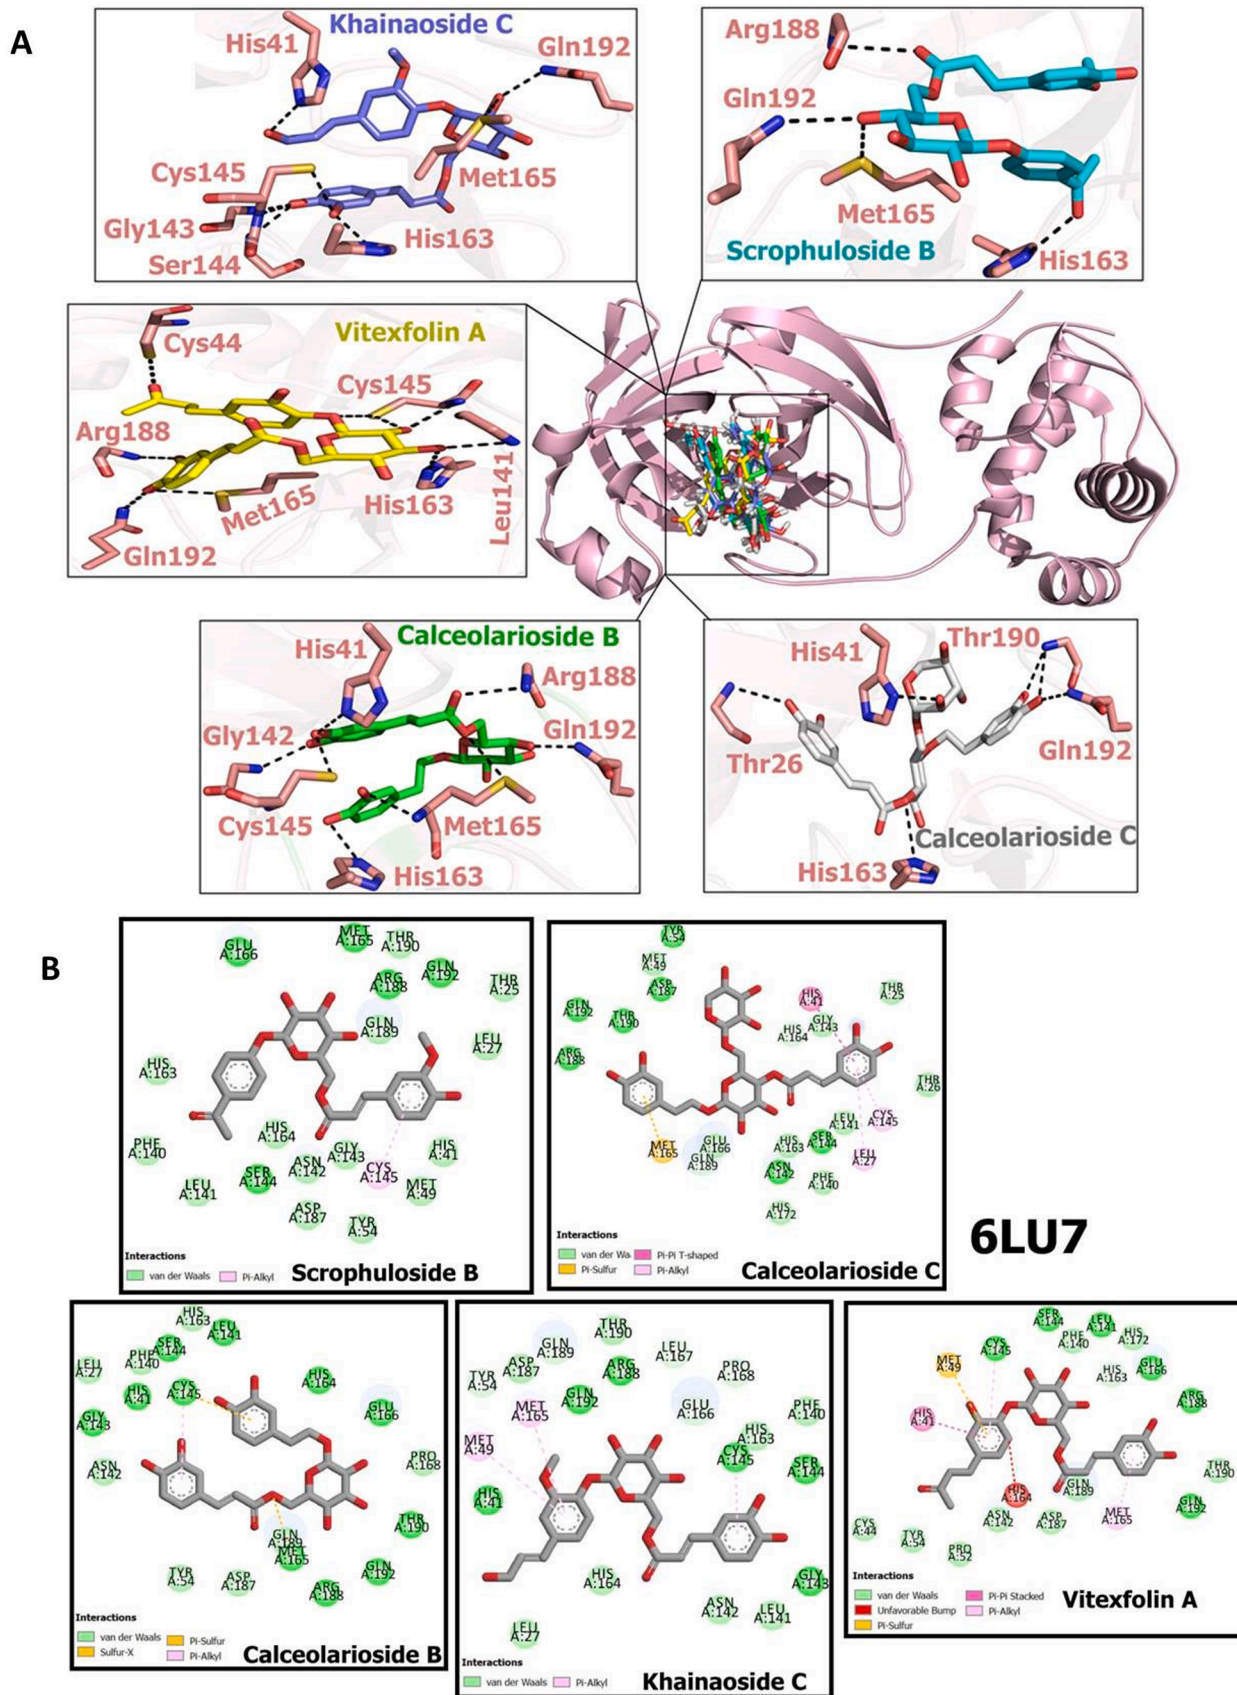 A
Khainaoside C
His41
Gln192
Cys145
Met165
Gly143
His163
Ser144
Arg188
Gln192
Met165
Scrophuloside B
His163
Cys44
Vitexfolin A
Cys145
Arg188
Met165
His163
Leu141
Gln192
His41
Calceolarioside B
Arg188
Gly142
Gln192
Cys145
Met165
His163
His41
Thr190
Thr26
Gln192
Calceolarioside C
His163
B
GLU
A:166
MET
A:165
THR
A:190
ARG
A:188
GLN
A:192
THR
A:25
GLN
A:189
LEU
A:27
HIS
A:163
HIS
A:164
PHE
A:140
ASN
A:142
GLY
A:143
CYS
A:145
HIS
A:41
LEU
A:141
SER
A:144
MET
A:49
ASP
A:187
TYR
A:54
Interactions
van der Waals
Pi-Alkyl
Scrophuloside B
TYR
A:54
MET
A:49
ASP
A:187
GLN
A:192
THR
A:190
ARG
A:188
HIS
A:41
GLY
A:143
HIS
A:164
THR
A:25
THR
A:26
CYS
A:145
LEU
A:141
SER
A:144
LEU
A:27
MET
A:165
GLU
A:166
GLN
A:189
HIS
A:163
ASN
A:142
PHE
A:140
HIS
A:172
Interactions
van der Wa
Pi-Pi T-shaped
Pi-Sulfur
Pi-Alkyl
Calceolarioside C
6LU7
HIS
A:163
LEU
A:141
SER
A:144
PHE
A:140
LEU
A:27
HIS
A:41
CYS
A:145
HIS
A:164
GLY
A:143
GLU
A:166
ASN
A:142
PRO
A:168
GLN
A:189
MET
A:165
THR
A:190
TYR
A:54
ASP
A:187
ARG
A:188
GLN
A:192
Interactions
van der Waals
Pi-Sulfur
Sulfur-X
Pi-Alkyl
Calceolarioside B
THR
A:190
GLN
A:189
LEU
A:167
ASP
A:187
ARG
A:188
PRO
A:168
TYR
A:54
GLN
A:192
MET
A:165
GLU
A:166
PHE
A:140
HIS
A:163
MET
A:49
CYS
A:145
SER
A:144
HIS
A:41
HIS
A:164
GLY
A:143
ASN
A:142
LEU
A:141
LEU
A:27
Interactions
van der Waals
Pi-Alkyl
Khainaoside C
SER
A:144
LEU
A:141
CYS
A:145
PHE
A:140
HIS
A:172
MET
A:49
HIS
A:163
GLU
A:166
HIS
A:41
ARG
A:188
THR
A:190
HIS
A:164
GLN
A:189
GLN
A:192
MET
A:165
ASN
A:142
ASP
A:187
CYS
A:44
TYR
A:54
PRO
A:52
Interactions
van der Waals
Pi-Pi Stacked
Unfavorable Bump
Pi-Alkyl
Pi-Sulfur
Vitexfolin A